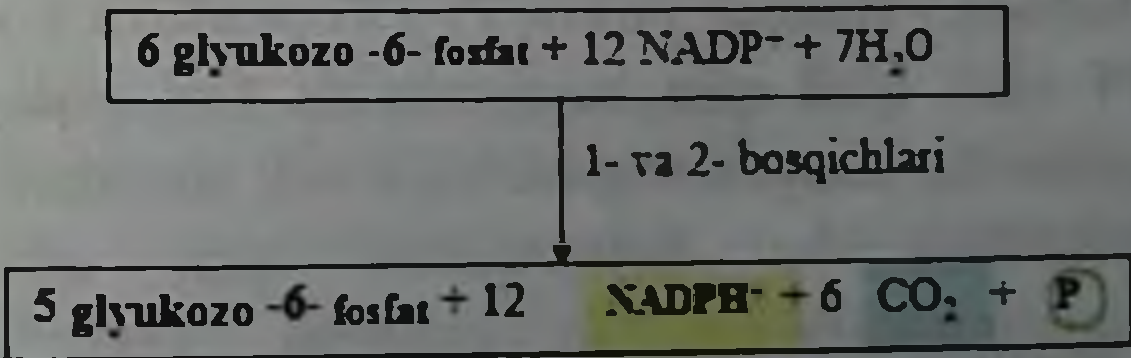 6 glyukozo -6- fosfat + 12 NADP⁺ + 7H₂O
1- va 2- bosqichlari
5 glyukozo -6- fosfat + 12 NADPH⁺ + 6 CO₂ + P